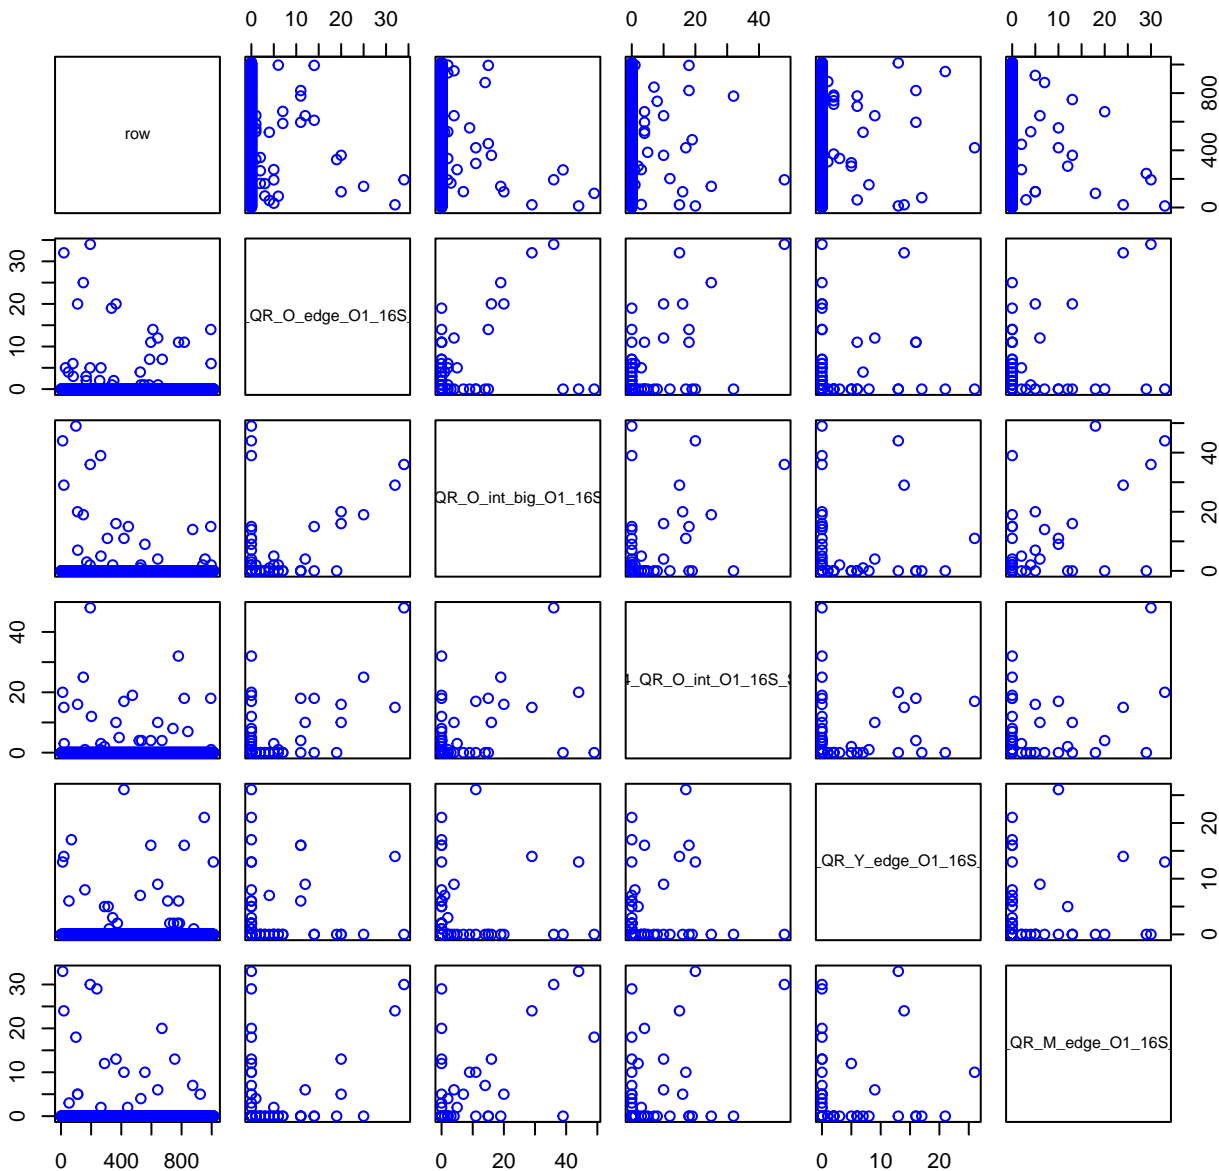 0 10 30 0 20 40 0 10 20 30
row 0 400 800
0 10 20 30 _QR_O_edge_O1_16S_
QR_O_int_big_O1_16S 0 20 40
0 20 40 4_QR_O_int_O1_16S_S
_QR_Y_edge_O1_16S_ 0 10 20
0 10 20 30 _QR_M_edge_O1_16S_
0 400 800 0 20 40 0 10 20